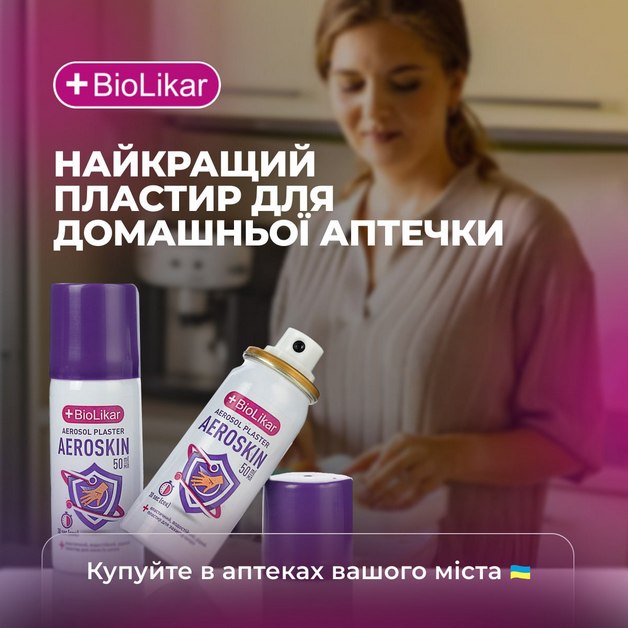 +BioLikar
НАЙКРАЩИЙ
ПЛАСТИР ДЛЯ
ДОМАШНЬОЇ АПТЕЧКИ
+BioLikar
AEROSOL PLASTER
AEROSKIN
50
+BioLikar
AEROSOL PLASTER
AEROSKIN
50
Купуйте в аптеках вашого міста 🇺🇦